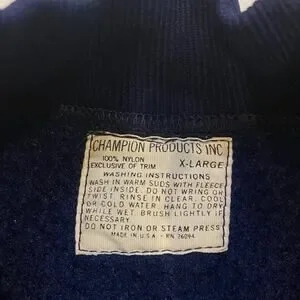 CHAMPION PRODUCTS INC
100% NYLON
EXCLUSIVE OF TRIM X-LARGE
WASHING INSTRUCTIONS
WASH IN WARM SUDS WITH FLEECE
SIDE INSIDE. DO NOT WRING OR
TWIST. RINSE IN CLEAR, COOL
OR COLD WATER. HANG TO DRY
WHILE WET. BRUSH LIGHTLY IF
NECESSARY.
DO NOT IRON OR STEAM PRESS
MADE IN U.S.A. - RN 26094